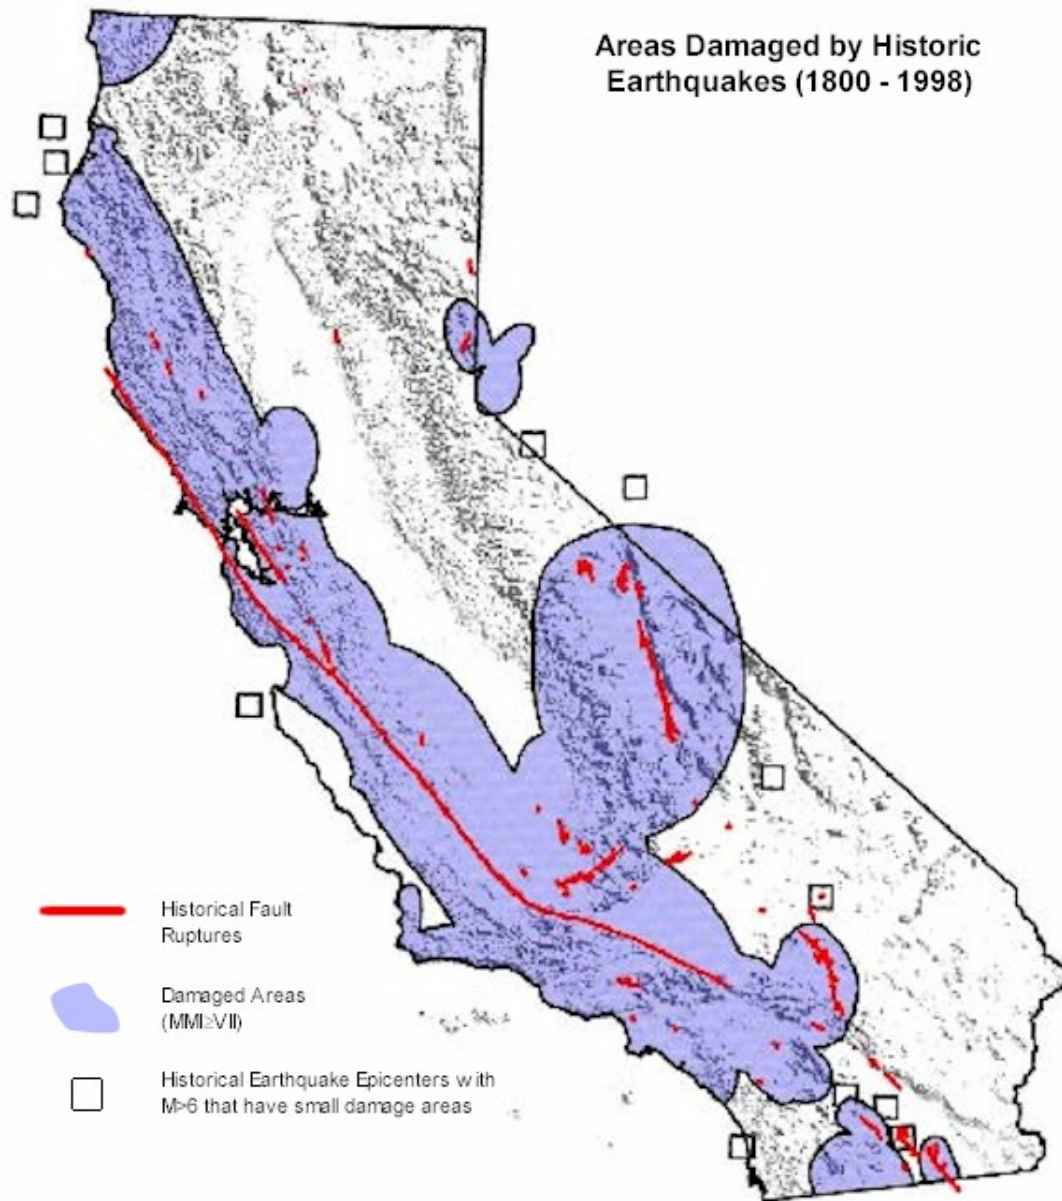 Areas Damaged by Historic
Earthquakes (1800 - 1998)
Historical Fault
Ruptures
Damaged Areas
(MMI≥VII)
Historical Earthquake Epicenters with
M>6 that have small damage areas